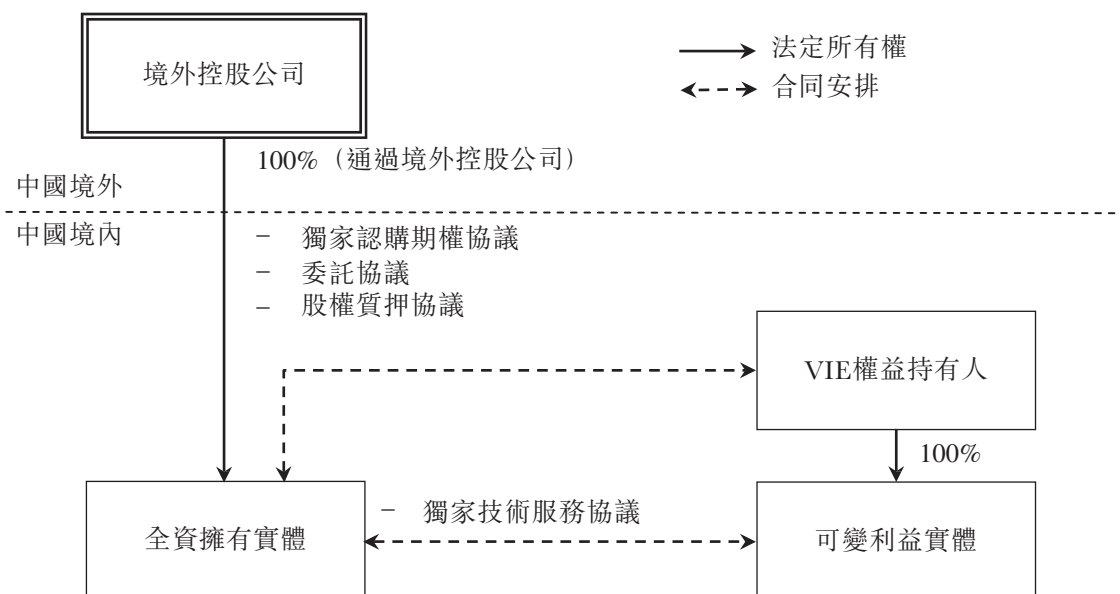 境外控股公司
法定所有權
合同安排
100%（通過境外控股公司）
中國境外
中國境內
– 獨家認購期權協議
– 委託協議
– 股權質押協議
VIE權益持有人
100%
全資擁有實體
– 獨家技術服務協議
可變利益實體